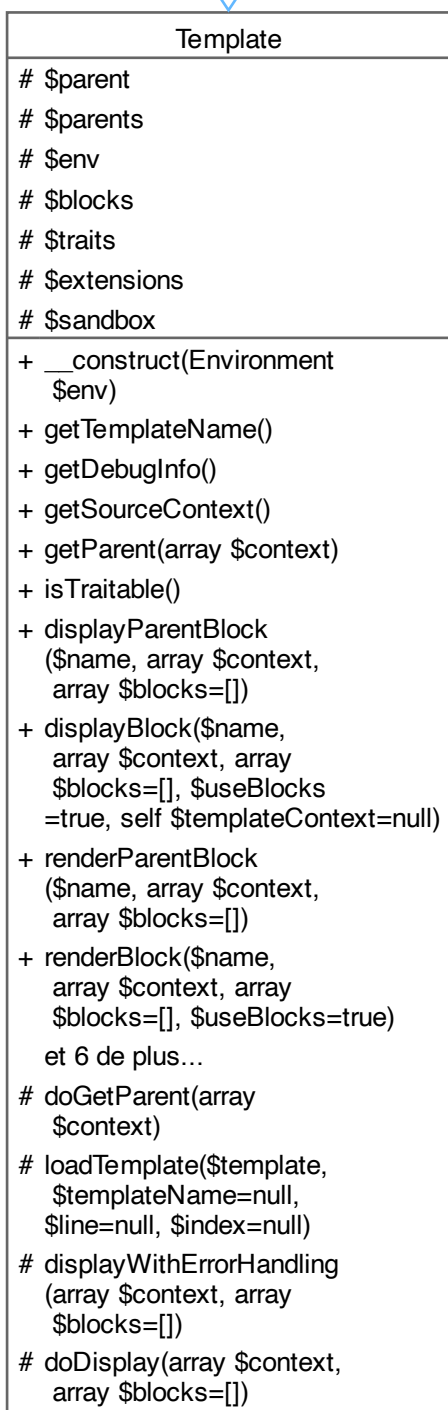 Template
# $parent
# $parents
# $env
# $blocks
# $traits
# $extensions
# $sandbox
+ __construct(Environment
$env)
+ getTemplateName()
+ getDebugInfo()
+ getSourceContext()
+ getParent(array $context)
+ isTraitable()
+ displayParentBlock
($name, array $context,
array $blocks=[])
+ displayBlock($name,
array $context, array
$blocks=[], $useBlocks
=true, self $templateContext=null)
+ renderParentBlock
($name, array $context,
array $blocks=[])
+ renderBlock($name,
array $context, array
$blocks=[], $useBlocks=true)
et 6 de plus...
# doGetParent(array
$context)
# loadTemplate($template,
$templateName=null,
$line=null, $index=null)
# displayWithErrorHandling
(array $context, array
$blocks=[])
# doDisplay(array $context,
array $blocks=[])